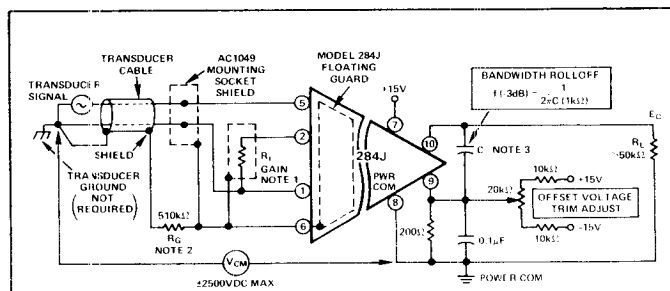 TRANSDUCER
CABLE
TRANSDUCER
SIGNAL
AC1049
MOUNTING
SOCKET
SHIELD
MODEL 284J
FLOATING
GUARD
+15V
BANDWIDTH ROLLOFF
f(-3dB) = 1
2πC (1kΩ)
5
2
1
6
7
10
9
8
284J
PWR
COM
C NOTE 3
RI
GAIN
NOTE 1
SHIELD
TRANSDUCER
GROUND
(NOT
REQUIRED)
510kΩ
RG
NOTE 2
VCM
±2500VDC MAX
200Ω
0.1μF
20kΩ
10kΩ
+15V
OFFSET VOLTAGE
TRIM ADJUST
10kΩ
-15V
RL
50kΩ
POWER COM